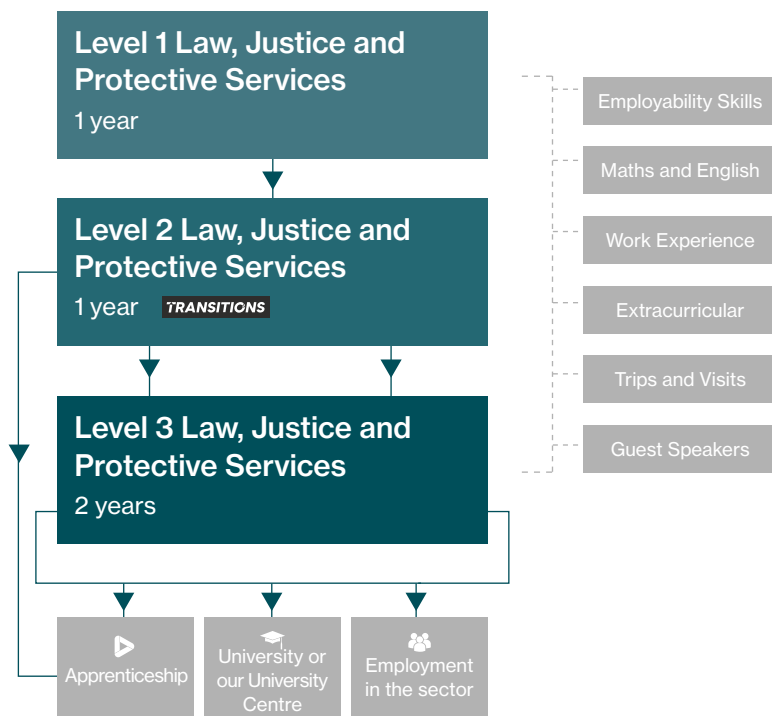 Level 1 Law, Justice and
Protective Services
1 year
Level 2 Law, Justice and
Protective Services
1 year TRANSITIONS
Level 3 Law, Justice and
Protective Services
2 years
Apprenticeship
University or
our University
Centre
Employment
in the sector
Employability Skills
Maths and English
Work Experience
Extracurricular
Trips and Visits
Guest Speakers